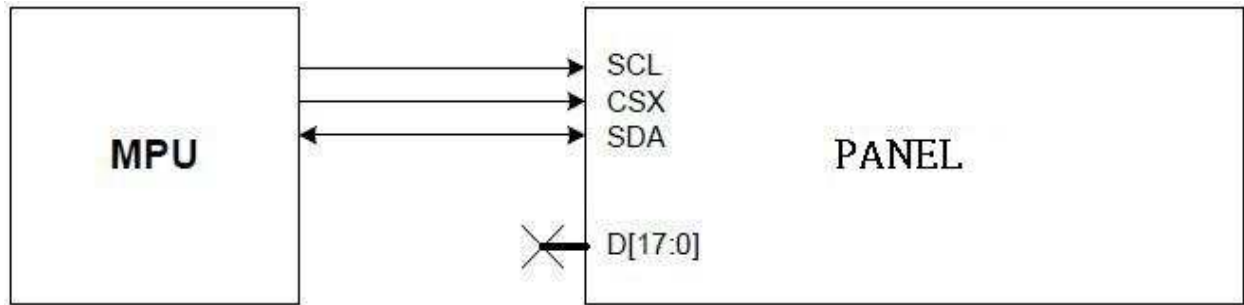 SCL
CSX
SDA
MPU
PANEL
D[17:0]